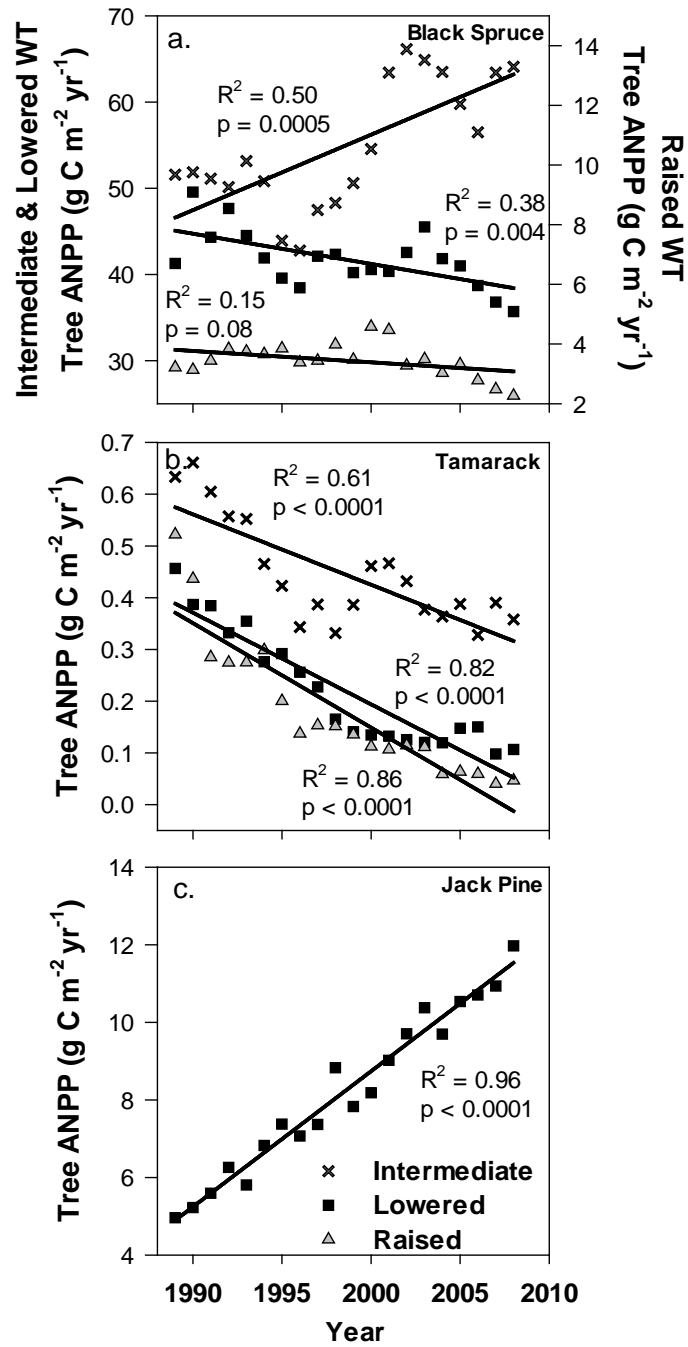 a.
Black Spruce
Intermediate & Lowered WT
Tree ANPP (g C m⁻² yr⁻¹)
70
60
50
40
30
R² = 0.50
p = 0.0005
R² = 0.38
p = 0.004
R² = 0.15
p = 0.08
14
12
10
8
6
4
2
Raised WT
Tree ANPP (g C m⁻² yr⁻¹)
b.
Tamarack
Tree ANPP (g C m⁻² yr⁻¹)
0.7
0.6
0.5
0.4
0.3
0.2
0.1
0.0
R² = 0.61
p < 0.0001
R² = 0.82
p < 0.0001
R² = 0.86
p < 0.0001
c.
Jack Pine
Tree ANPP (g C m⁻² yr⁻¹)
14
12
10
8
6
4
R² = 0.96
p < 0.0001
Intermediate
Lowered
Raised
1990 1995 2000 2005 2010
Year